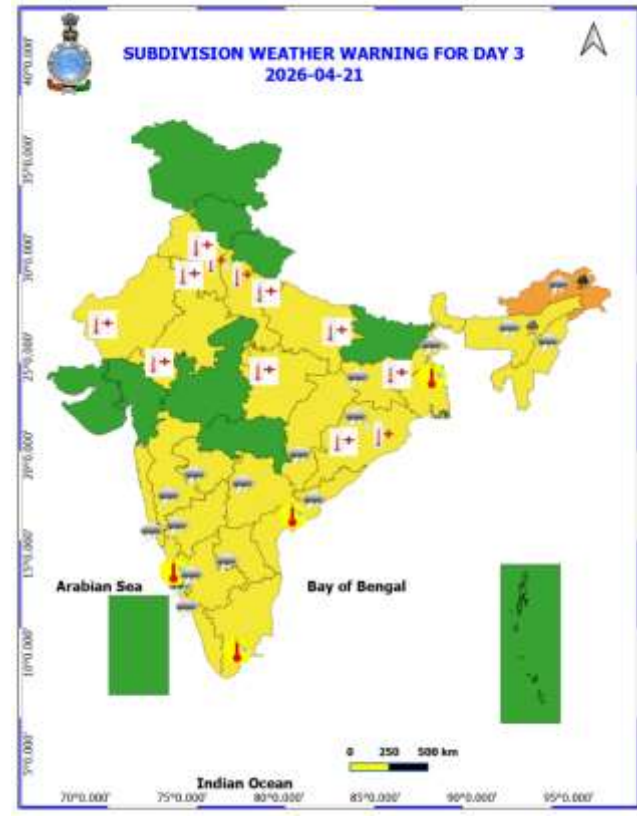 SUBDIVISION WEATHER WARNING FOR DAY 3
2026-04-21
40°0.000'
35°0.000'
30°0.000'
25°0.000'
20°0.000'
15°0.000'
10°0.000'
5°0.000'
Arabian Sea
Bay of Bengal
0 250 500 km
Indian Ocean
70°0.000' 75°0.000' 80°0.000' 85°0.000' 90°0.000' 95°0.000'